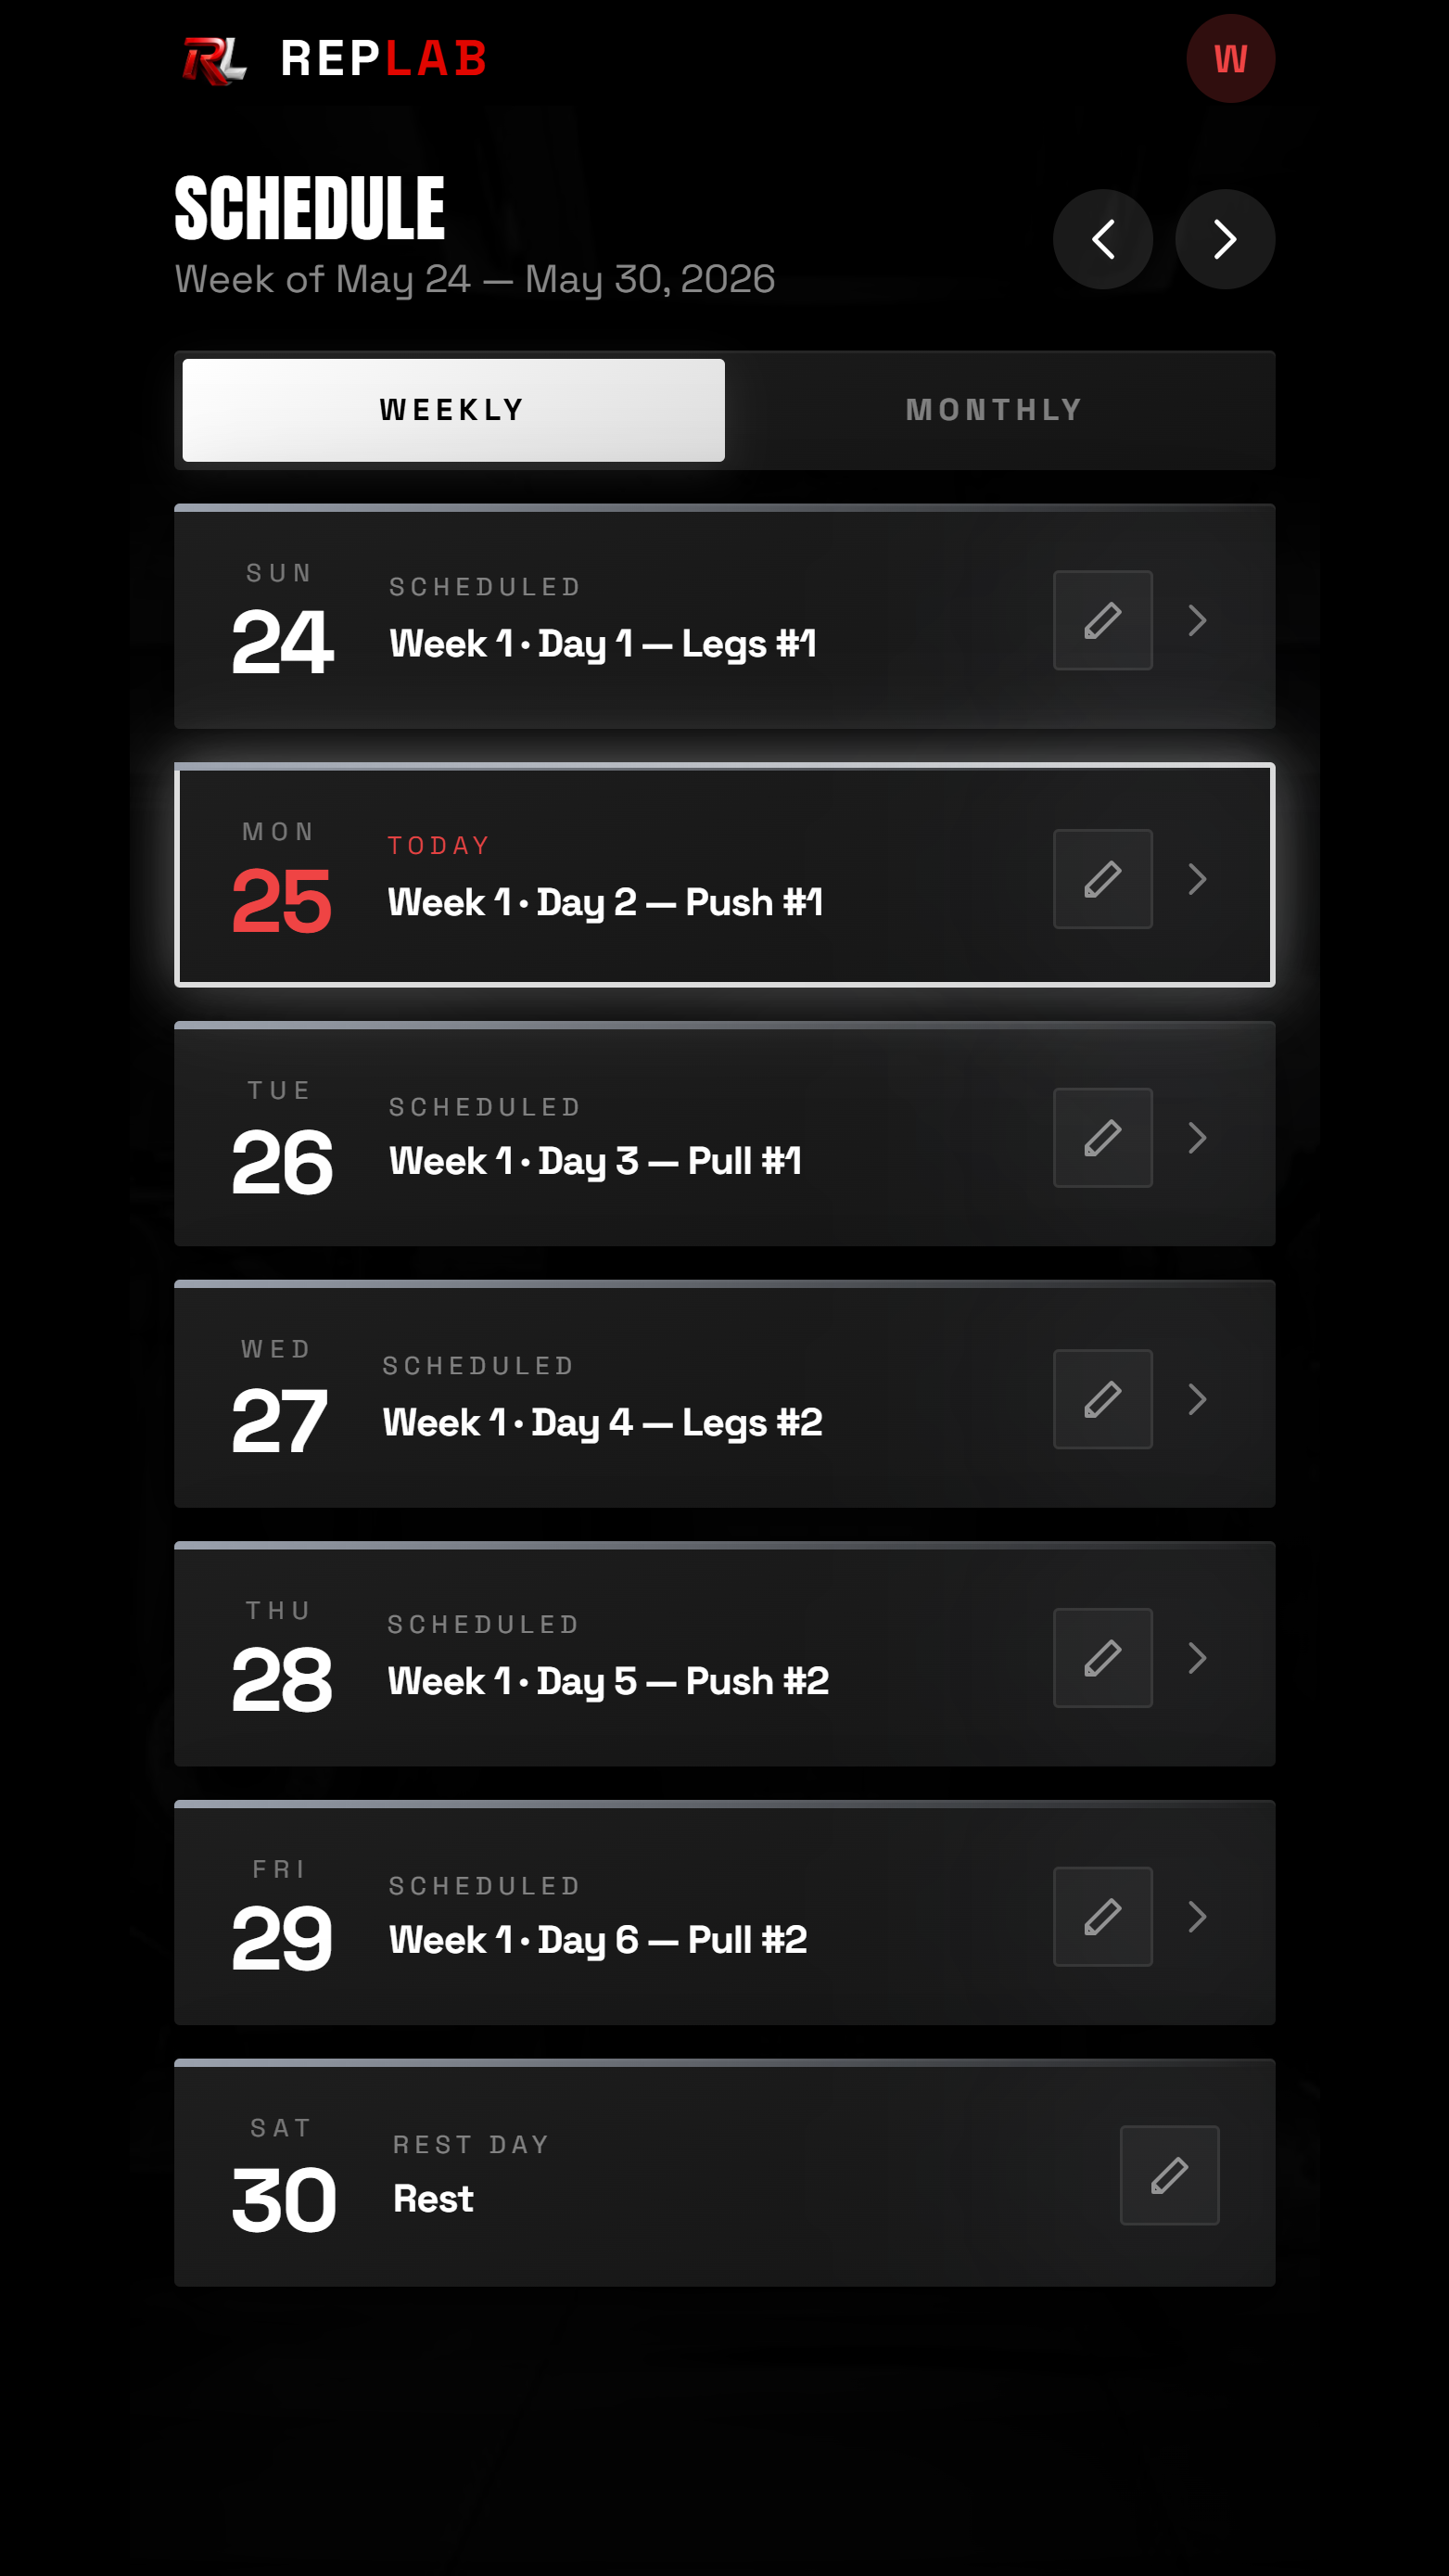 RL REPLAB
W
SCHEDULE
Week of May 24 — May 30, 2026
WEEKLY
MONTHLY
SUN
24
SCHEDULED
Week 1 · Day 1 — Legs #1
MON
25
TODAY
Week 1 · Day 2 — Push #1
TUE
26
SCHEDULED
Week 1 · Day 3 — Pull #1
WED
27
SCHEDULED
Week 1 · Day 4 — Legs #2
THU
28
SCHEDULED
Week 1 · Day 5 — Push #2
FRI
29
SCHEDULED
Week 1 · Day 6 — Pull #2
SAT
30
REST DAY
Rest